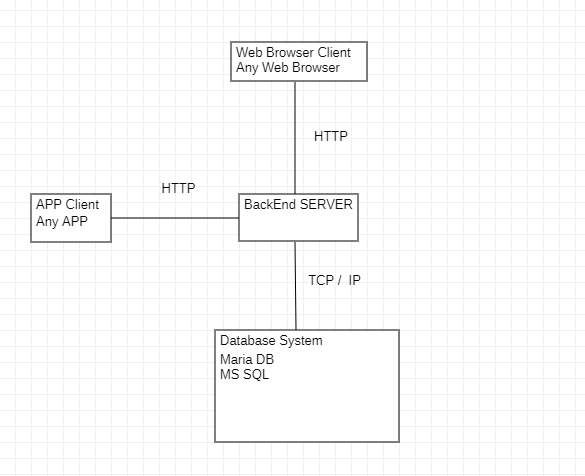 Web Browser Client
Any Web Browser
HTTP
HTTP
APP Client
Any APP
BackEnd SERVER
TCP / IP
Database System
Maria DB
MS SQL